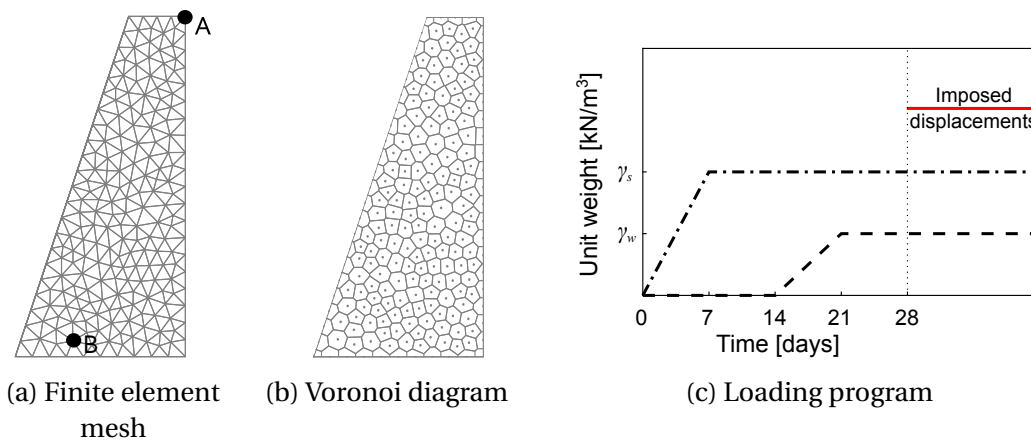 A
B
(a) Finite element
mesh
(b) Voronoi diagram
Unit weight [kN/m³]
γₛ
γ_w
Imposed
displacements
0 7 14 21 28
Time [days]
(c) Loading program